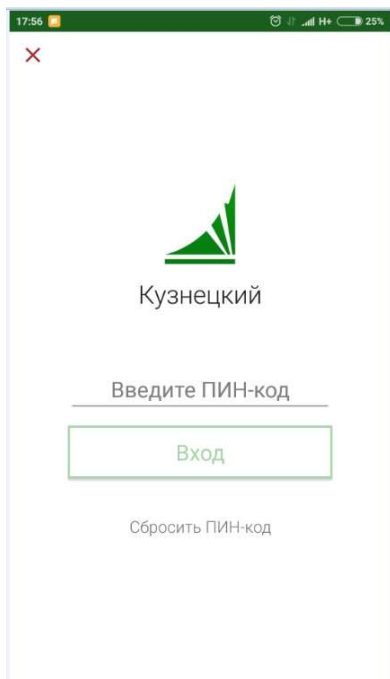 17:56 H+ 25%
Кузнецкий
Введите ПИН-код
Вход
Сбросить ПИН-код